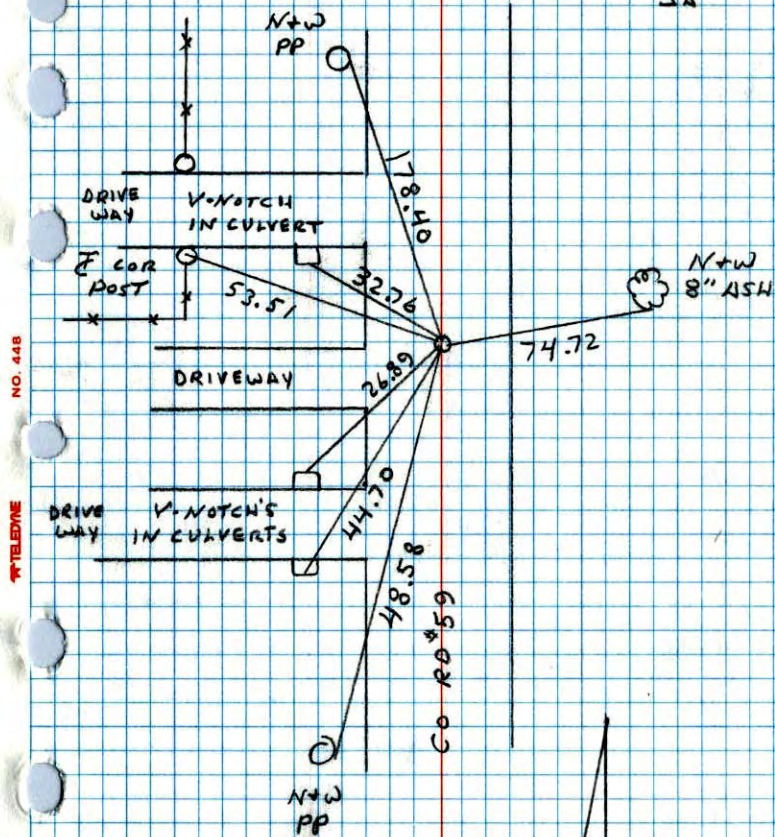 N+W
PP
178.40
DRIVE
WAY
V-NOTCH
IN CULVERT
℄ COR
POST
53.51
32.76
N+W
8" ASH
74.72
NO. 448
DRIVEWAY
26.89
44.70
48.58
TELEDYNE
DRIVE
WAY
V-NOTCH'S
IN CULVERTS
CO RD #59
N+W
PP